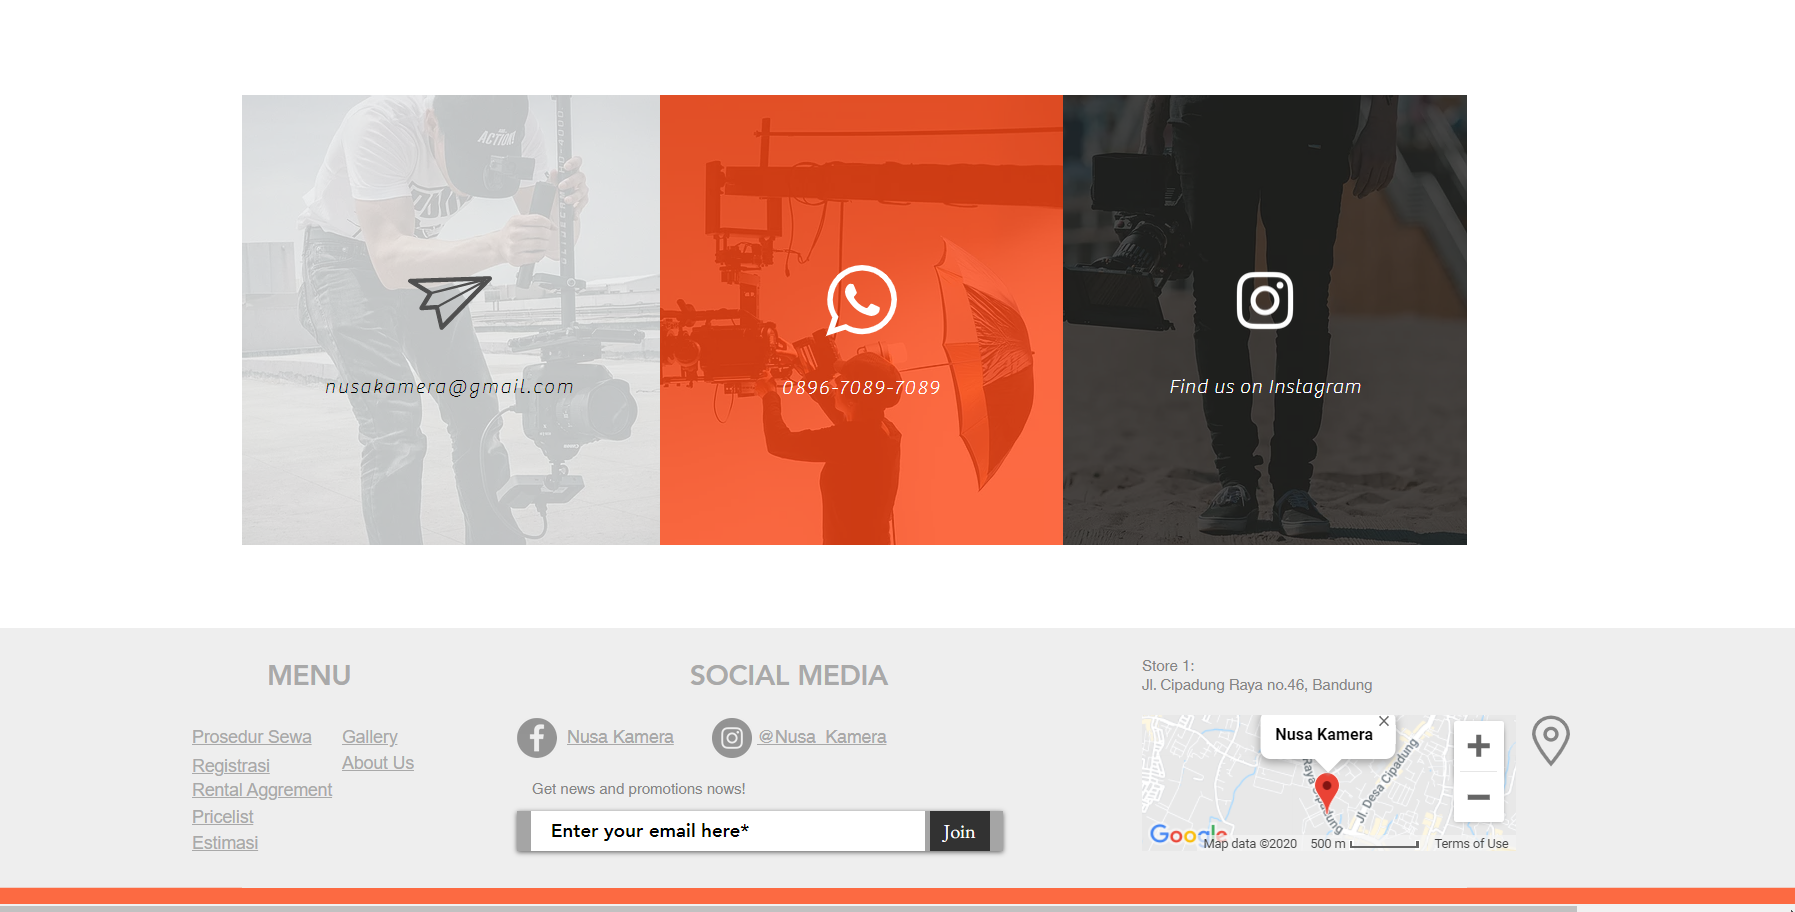 ACTION!
nusakamera@gmail.com
0896-7089-7089
Find us on Instagram
MENU
Prosedur Sewa
Gallery
Registrasi
About Us
Rental Aggrement
Pricelist
Estimasi
SOCIAL MEDIA
Nusa Kamera
@Nusa_Kamera
Get news and promotions nows!
Enter your email here*
Join
Store 1:
Jl. Cipadung Raya no.46, Bandung
Nusa Kamera
Raya Cipadung
Jl. Desa Cipadung
Google
Map data ©2020
500 m
Terms of Use